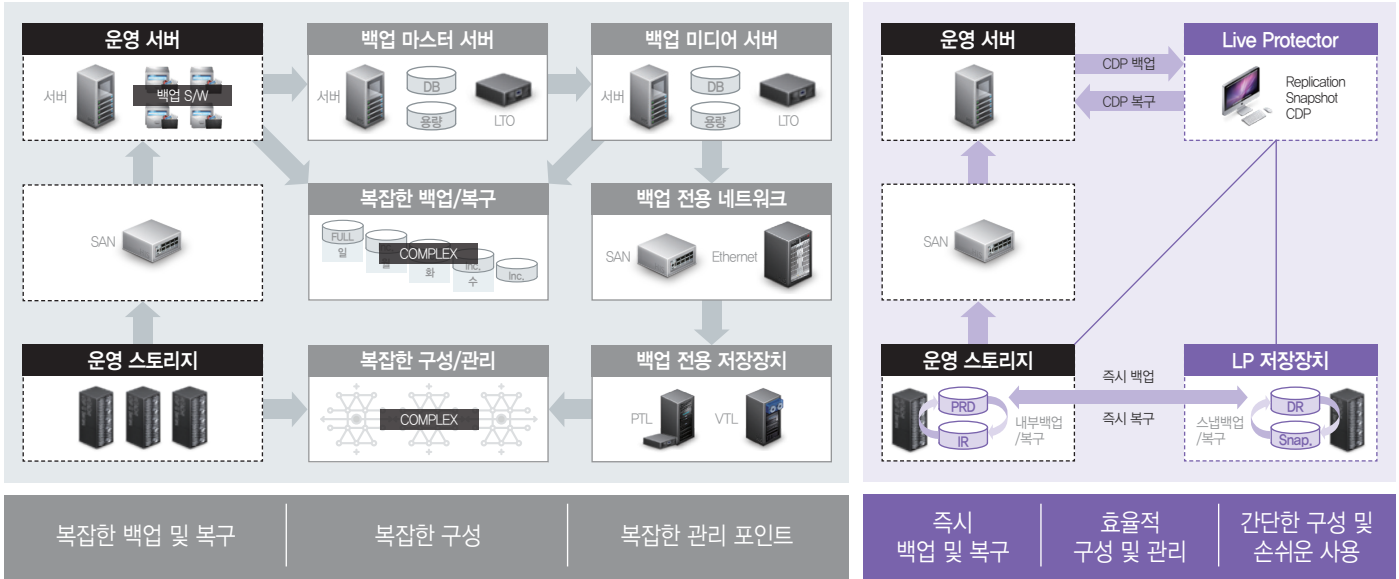 운영 서버
서버
백업 S/W
백업 마스터 서버
서버
DB
용량
LTO
백업 미디어 서버
서버
DB
용량
LTO
SAN
복잡한 백업/복구
FULL
일
COMPLEX
화
Inc.
수
Inc.
백업 전용 네트워크
SAN
Ethernet
운영 스토리지
복잡한 구성/관리
COMPLEX
백업 전용 저장장치
PTL
VTL
복잡한 백업 및 복구
복잡한 구성
복잡한 관리 포인트
운영 서버
CDP 백업
CDP 복구
Live Protector
Replication
Snapshot
CDP
SAN
운영 스토리지
PRD
IR
내부백업
/복구
즉시 백업
즉시 복구
LP 저장장치
스냅백업
/복구
DR
Snap.
즉시
백업 및 복구
효율적
구성 및 관리
간단한 구성 및
손쉬운 사용